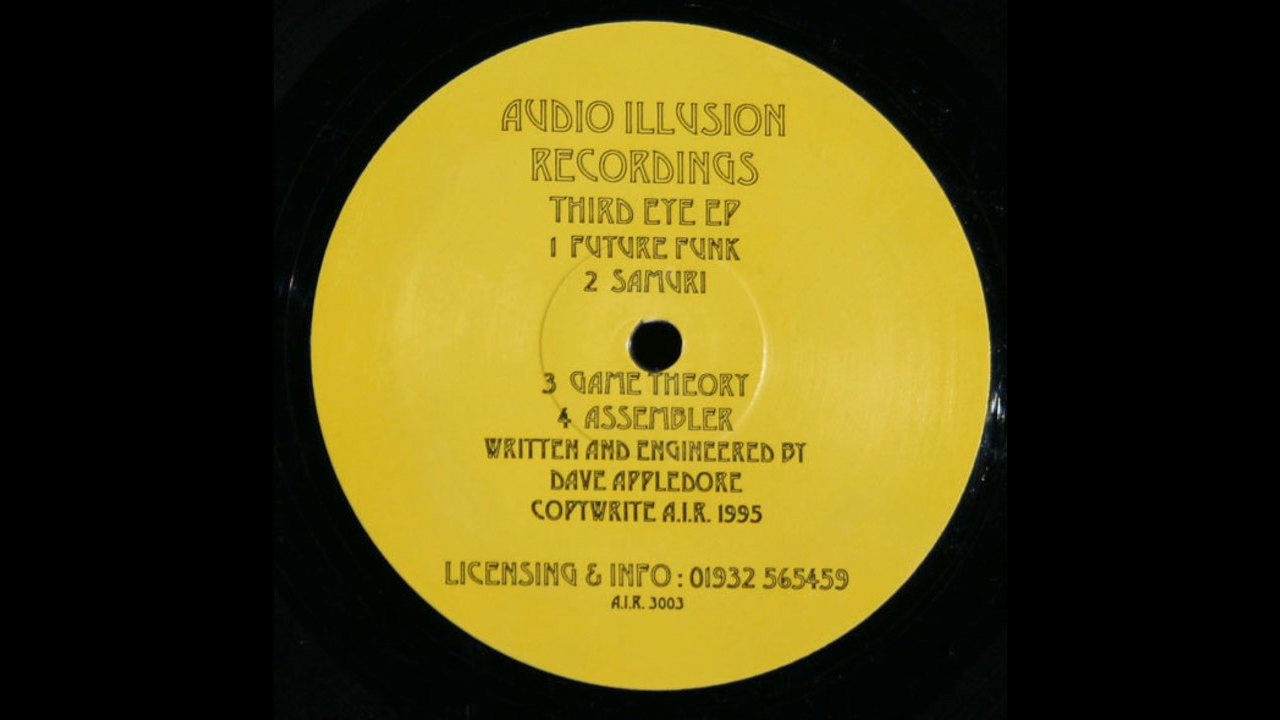 AUDIO ILLUSION
RECORDINGS
THIRD EYE EP
1 FUTURE FUNK
2 SAMURI
3 GAME THEORY
4 ASSEMBLER
WRITTEN AND ENGINEERED BY
DAVE APPLEDORE
COPYWRITE A.I.R. 1995
LICENSING & INFO : 01932 565459
A.I.R. 3003